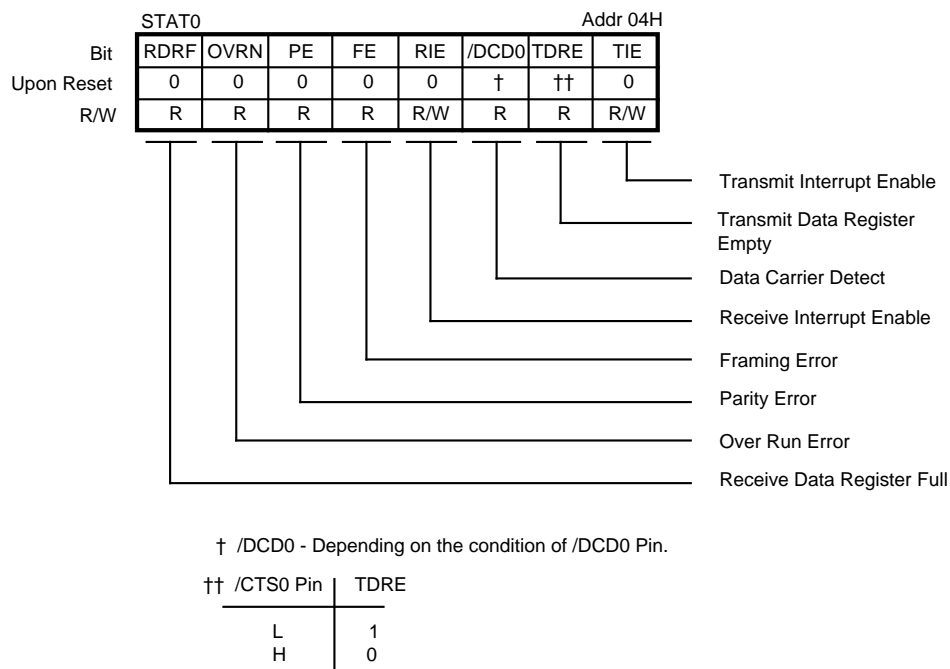 STAT0 Addr 04H
Bit RDRF OVRN PE FE RIE /DCD0 TDRE TIE
Upon Reset 0 0 0 0 0 † †† 0
R/W R R R R R/W R R R/W
Transmit Interrupt Enable
Transmit Data Register
Empty
Data Carrier Detect
Receive Interrupt Enable
Framing Error
Parity Error
Over Run Error
Receive Data Register Full
† /DCD0 - Depending on the condition of /DCD0 Pin.
†† /CTS0 Pin TDRE
L 1
H 0